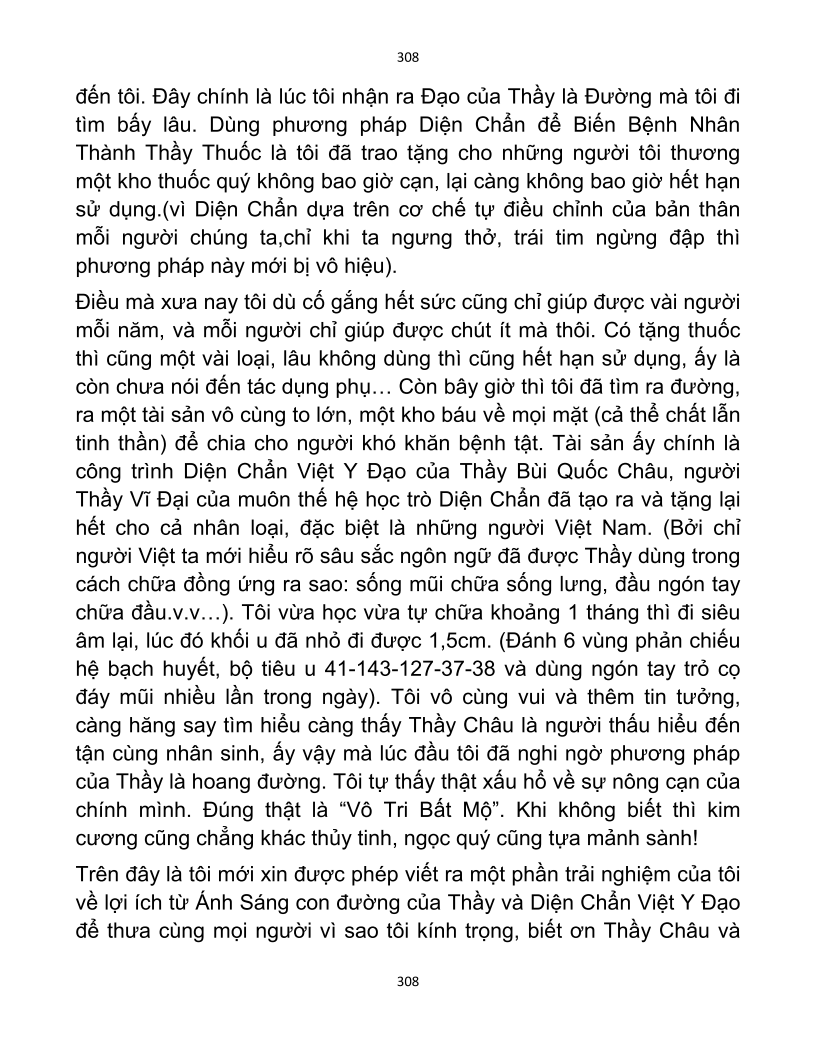 308
đến tôi. Đây chính là lúc tôi nhận ra Đạo của Thầy là Đường mà tôi đi
tìm bấy lâu. Dùng phương pháp Diện Chẩn để Biến Bệnh Nhân
Thành Thầy Thuốc là tôi đã trao tặng cho những người tôi thương
một kho thuốc quý không bao giờ cạn, lại càng không bao giờ hết hạn
sử dụng.(vì Diện Chẩn dựa trên cơ chế tự điều chỉnh của bản thân
mỗi người chúng ta,chỉ khi ta ngưng thở, trái tim ngừng đập thì
phương pháp này mới bị vô hiệu).
Điều mà xưa nay tôi dù cố gắng hết sức cũng chỉ giúp được vài người
mỗi năm, và mỗi người chỉ giúp được chút ít mà thôi. Có tặng thuốc
thì cũng một vài loại, lâu không dùng thì cũng hết hạn sử dụng, ấy là
còn chưa nói đến tác dụng phụ… Còn bây giờ thì tôi đã tìm ra đường,
ra một tài sản vô cùng to lớn, một kho báu về mọi mặt (cả thể chất lẫn
tinh thần) để chia cho người khó khăn bệnh tật. Tài sản ấy chính là
công trình Diện Chẩn Việt Y Đạo của Thầy Bùi Quốc Châu, người
Thầy Vĩ Đại của muôn thế hệ học trò Diện Chẩn đã tạo ra và tặng lại
hết cho cả nhân loại, đặc biệt là những người Việt Nam. (Bởi chỉ
người Việt ta mới hiểu rõ sâu sắc ngôn ngữ đã được Thầy dùng trong
cách chữa đồng ứng ra sao: sống mũi chữa sống lưng, đầu ngón tay
chữa đầu.v.v…). Tôi vừa học vừa tự chữa khoảng 1 tháng thì đi siêu
âm lại, lúc đó khối u đã nhỏ đi được 1,5cm. (Đánh 6 vùng phản chiếu
hệ bạch huyết, bộ tiêu u 41-143-127-37-38 và dùng ngón tay trỏ cọ
đáy mũi nhiều lần trong ngày). Tôi vô cùng vui và thêm tin tưởng,
càng hăng say tìm hiểu càng thấy Thầy Châu là người thấu hiểu đến
tận cùng nhân sinh, ấy vậy mà lúc đầu tôi đã nghi ngờ phương pháp
của Thầy là hoang đường. Tôi tự thấy thật xấu hổ về sự nông cạn của
chính mình. Đúng thật là “Vô Tri Bất Mộ”. Khi không biết thì kim
cương cũng chẳng khác thủy tinh, ngọc quý cũng tựa mảnh sành!
Trên đây là tôi mới xin được phép viết ra một phần trải nghiệm của tôi
về lợi ích từ Ánh Sáng con đường của Thầy và Diện Chẩn Việt Y Đạo
để thưa cùng mọi người vì sao tôi kính trọng, biết ơn Thầy Châu và
308